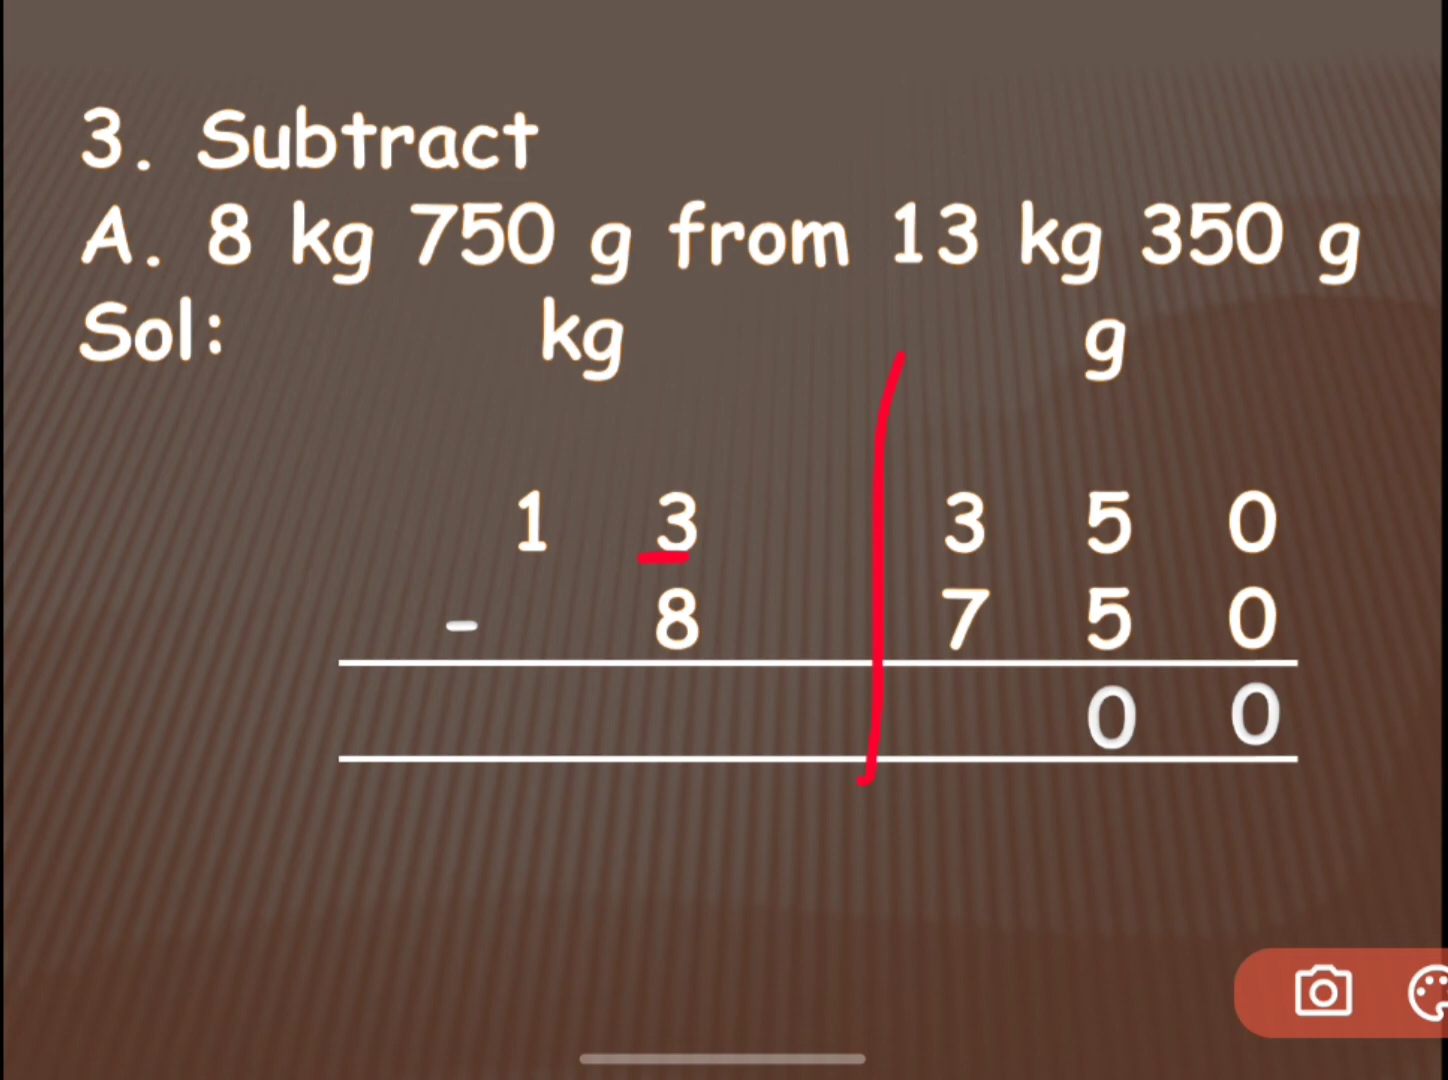 3. Subtract
A. 8 kg 750 g from 13 kg 350 g
Sol: kg g
1 3 3 5 0
- 8 7 5 0
0 0